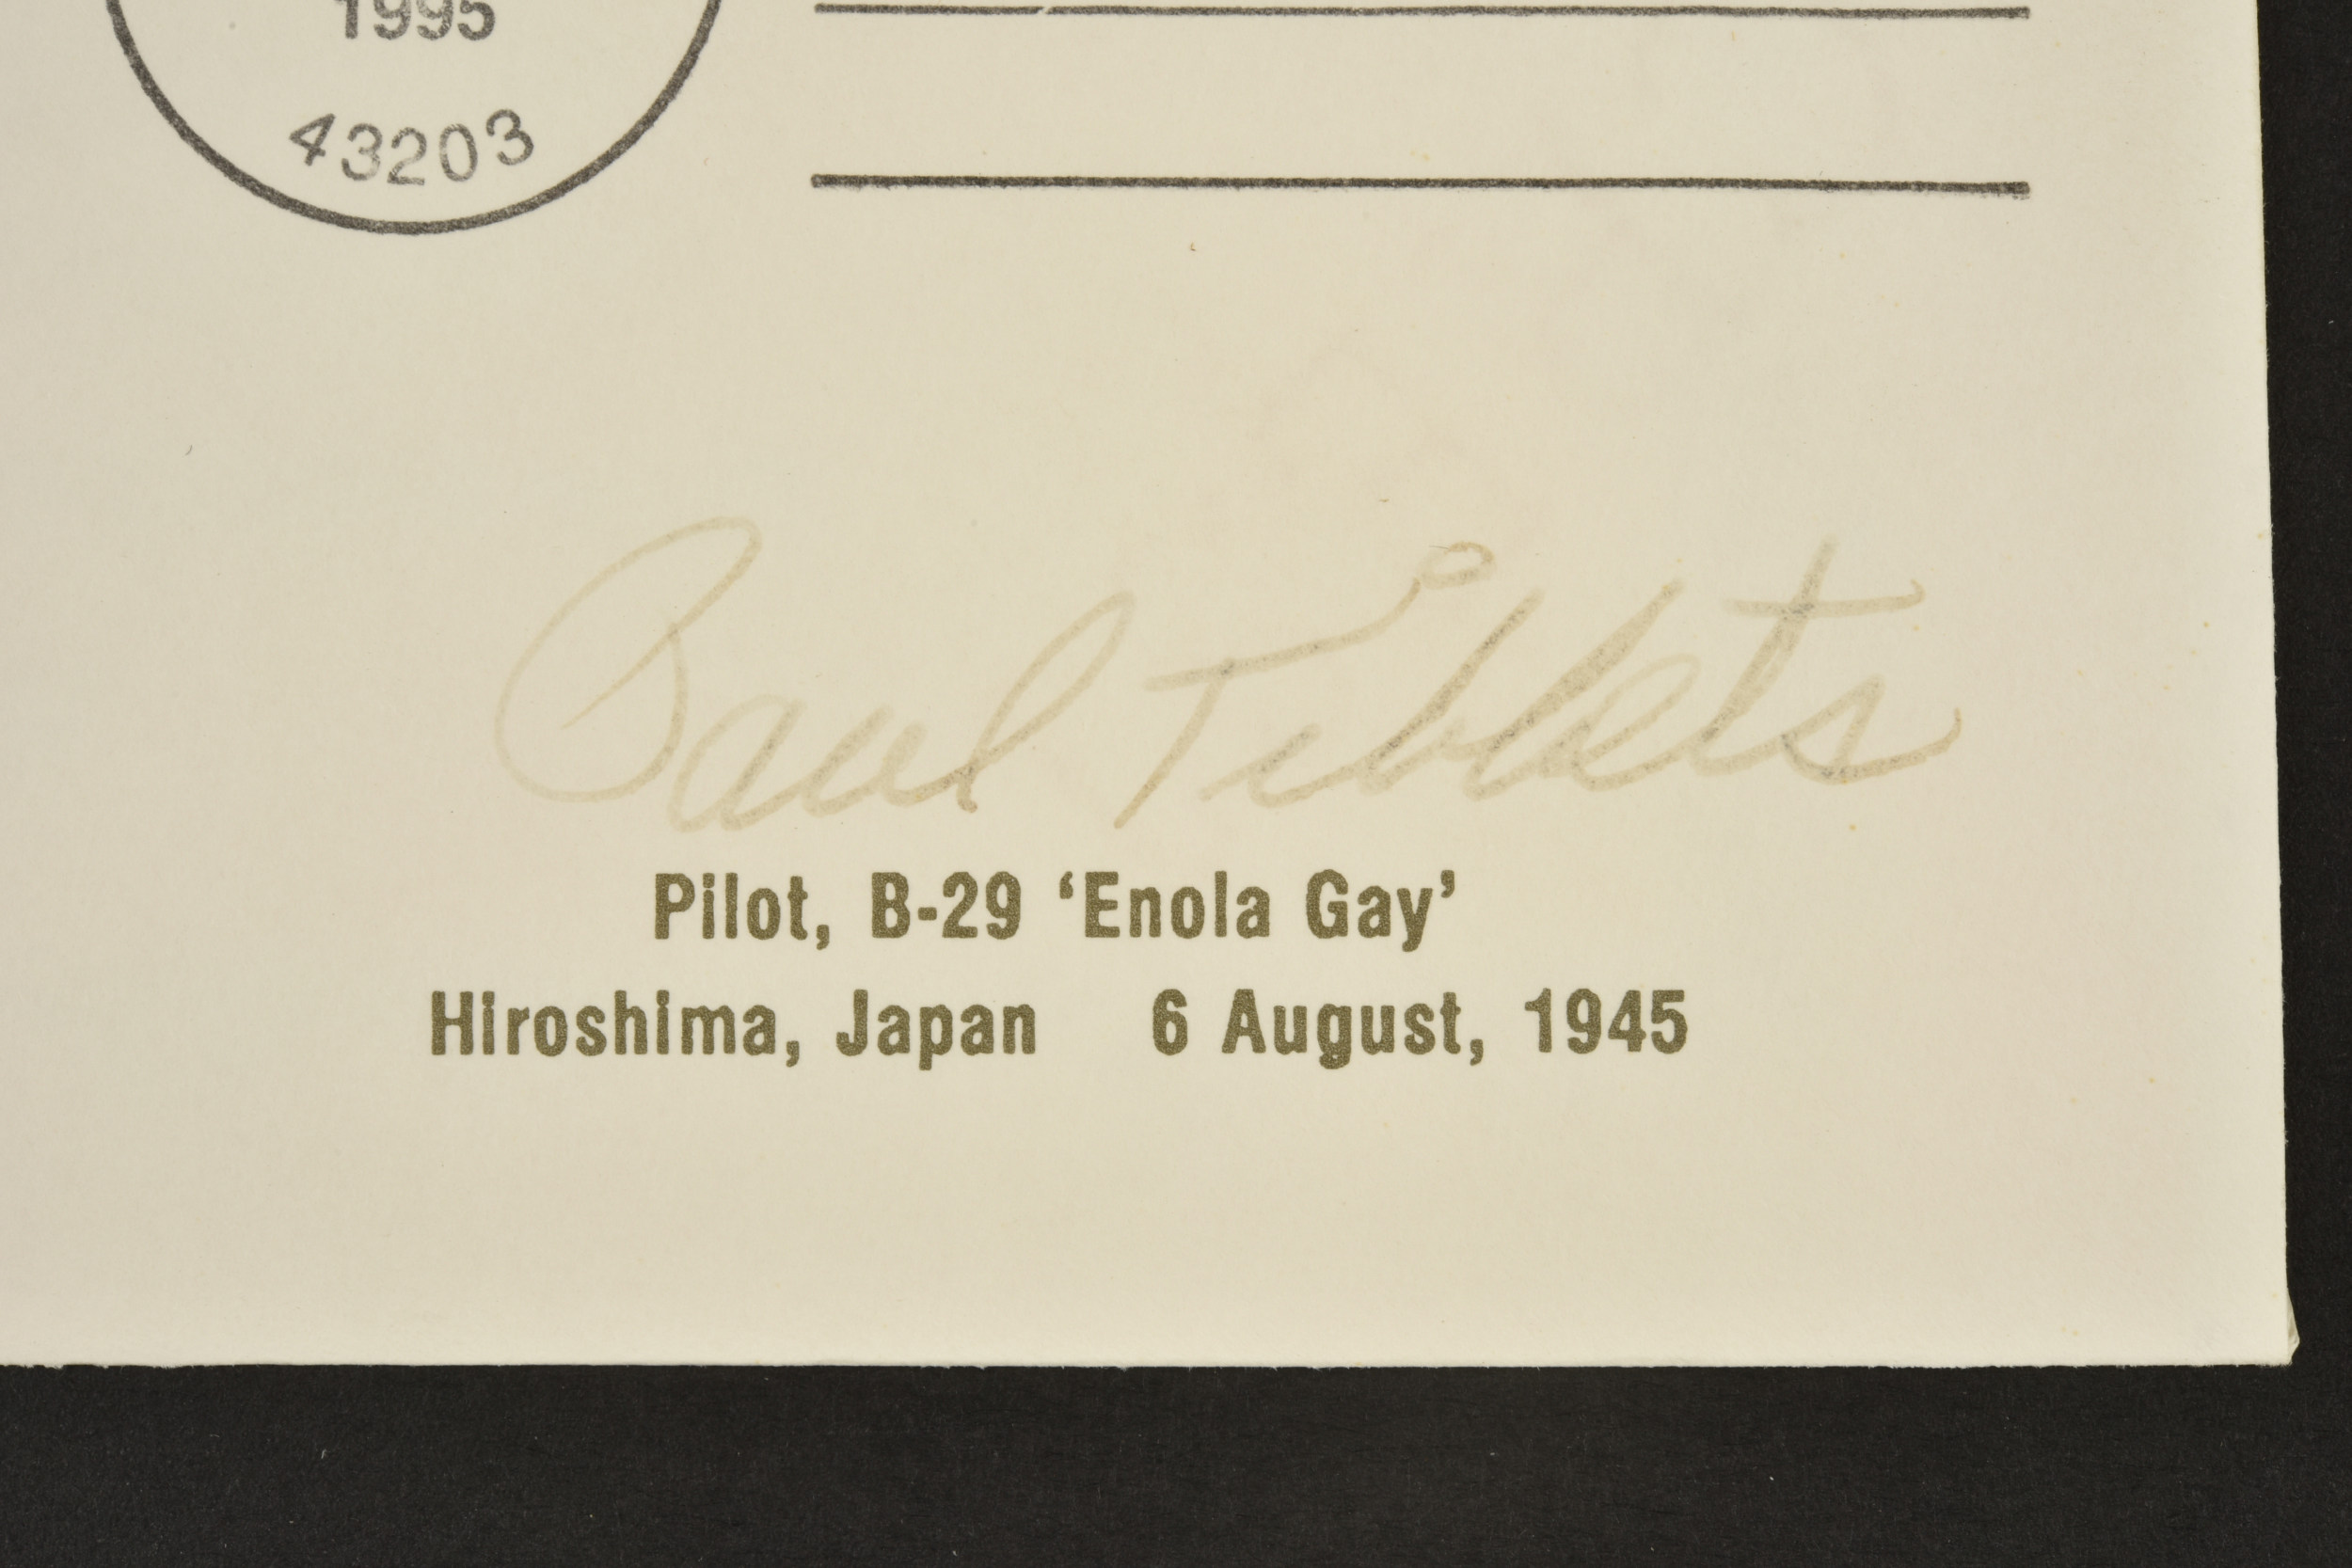 1995
43203
Paul Tibbets
Pilot, B-29 ‘Enola Gay’
Hiroshima, Japan 6 August, 1945